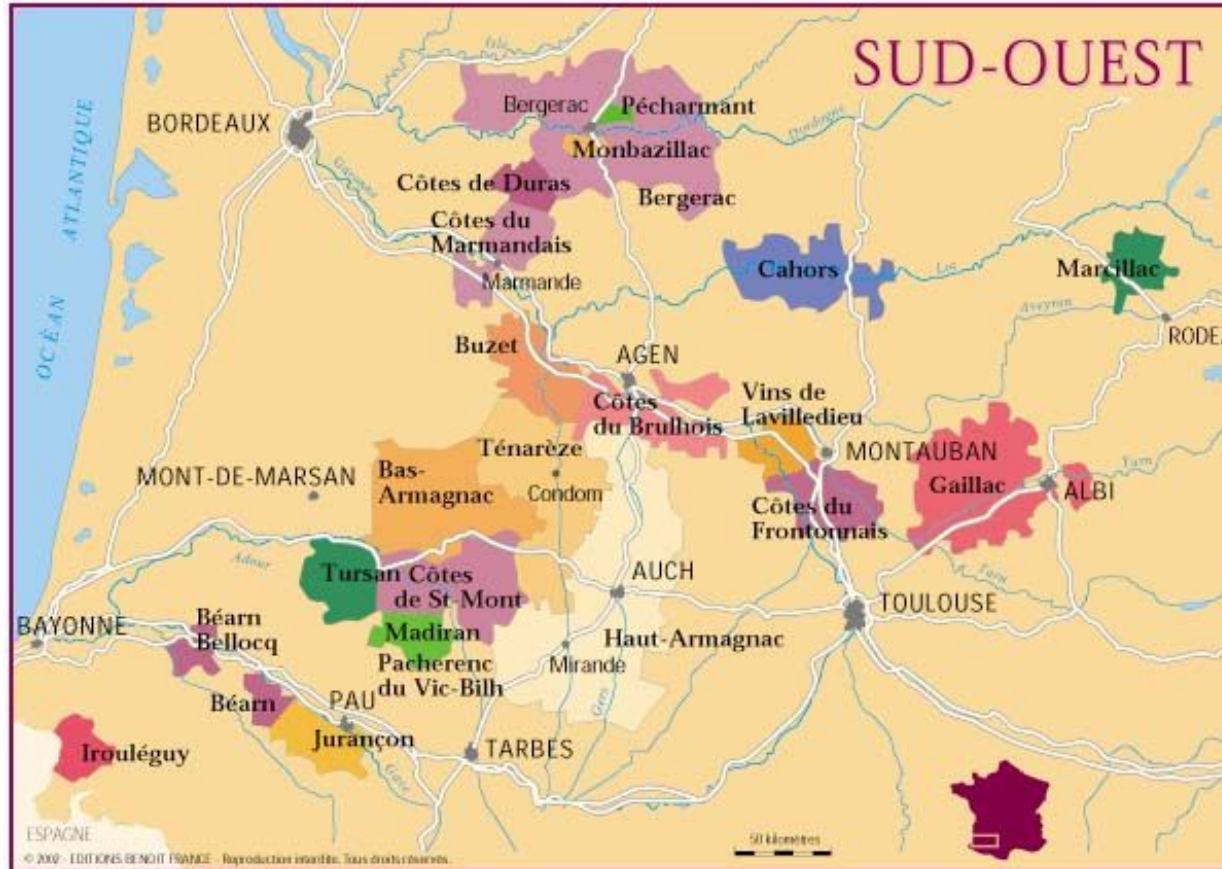 SUD-OUEST
OCÉAN ATLANTIQUE
BORDEAUX
Isle
Bergerac
Pécharmant
Dordogne
Monbazillac
Garonne
Côtes de Duras
Bergerac
Côtes du
Marmandais
Marmande
Cahors
Lot
Marcillac
Aveyron
RODEZ
Buzet
AGEN
Côtes
du Brulhois
Vins de
Lavilledieu
Ténarèze
MONTAUBAN
Gaillac
Tarn
ALBI
MONT-DE-MARSAN
Bas-
Armagnac
Condom
Côtes du
Frontonnais
Adour
Tursan
Côtes
de St-Mont
AUCH
Tarn
TOULOUSE
BAYONNE
Béarn
Bellocq
Madiran
Pacherenc
du Vic-Bilh
Mirande
Haut-Armagnac
Gers
Béarn
PAU
Jurançon
Gave
TARBES
Irouléguy
ESPAGNE
50 kilomètres
© 2002 - EDITIONS BENOIT FRANCE - Reproduction interdite. Tous droits réservés.